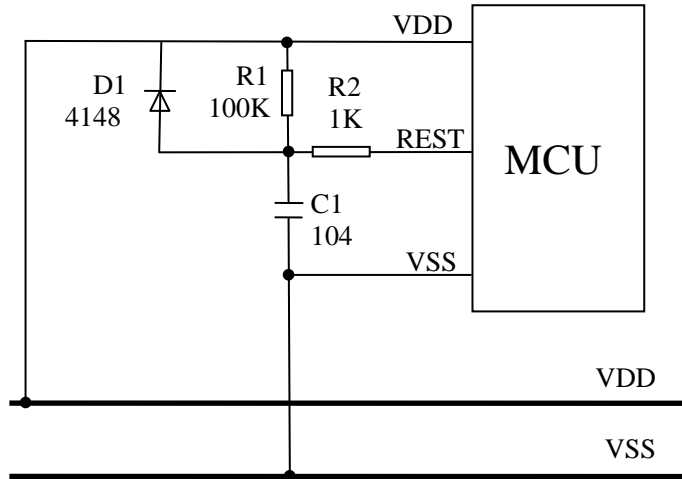 VDD
D1
4148
R1
100K
R2
1K
REST
MCU
C1
104
VSS
VDD
VSS